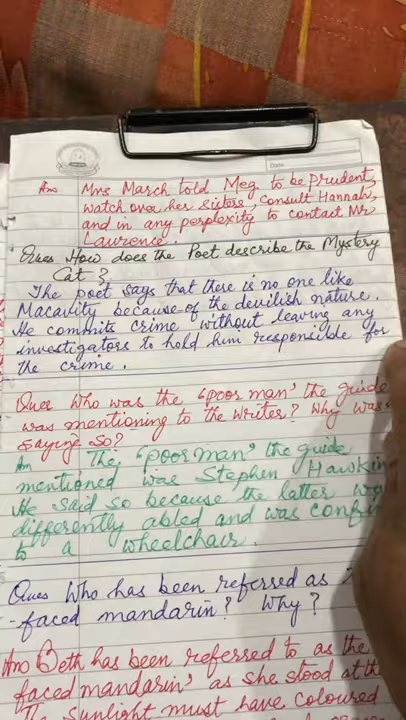 Date
Ans Mrs March told Meg to be prudent,
watch over her sisters, consult Hannah,
and in any perplexity to contact Mr
Lawrence.
Ques How does the Poet describe the Mystery
Cat ?
The poet says that there is no one like
Macavity because of the devilish nature.
He commits crime without leaving any
investigators to hold him responsible for
the crime.
Ques Who was the 'poor man' the guide
was mentioning to the writer? Why was
saying so?
Ans The 'poor man' the guide
mentioned was Stephen Hawkin
He said so because the latter was
differently abled and was confin
to a wheelchair.
Ques Who has been referred as
-faced mandarin? Why ?
Ans Beth has been referred to as the
faced mandarin' as she stood at th
The sunlight must have coloured